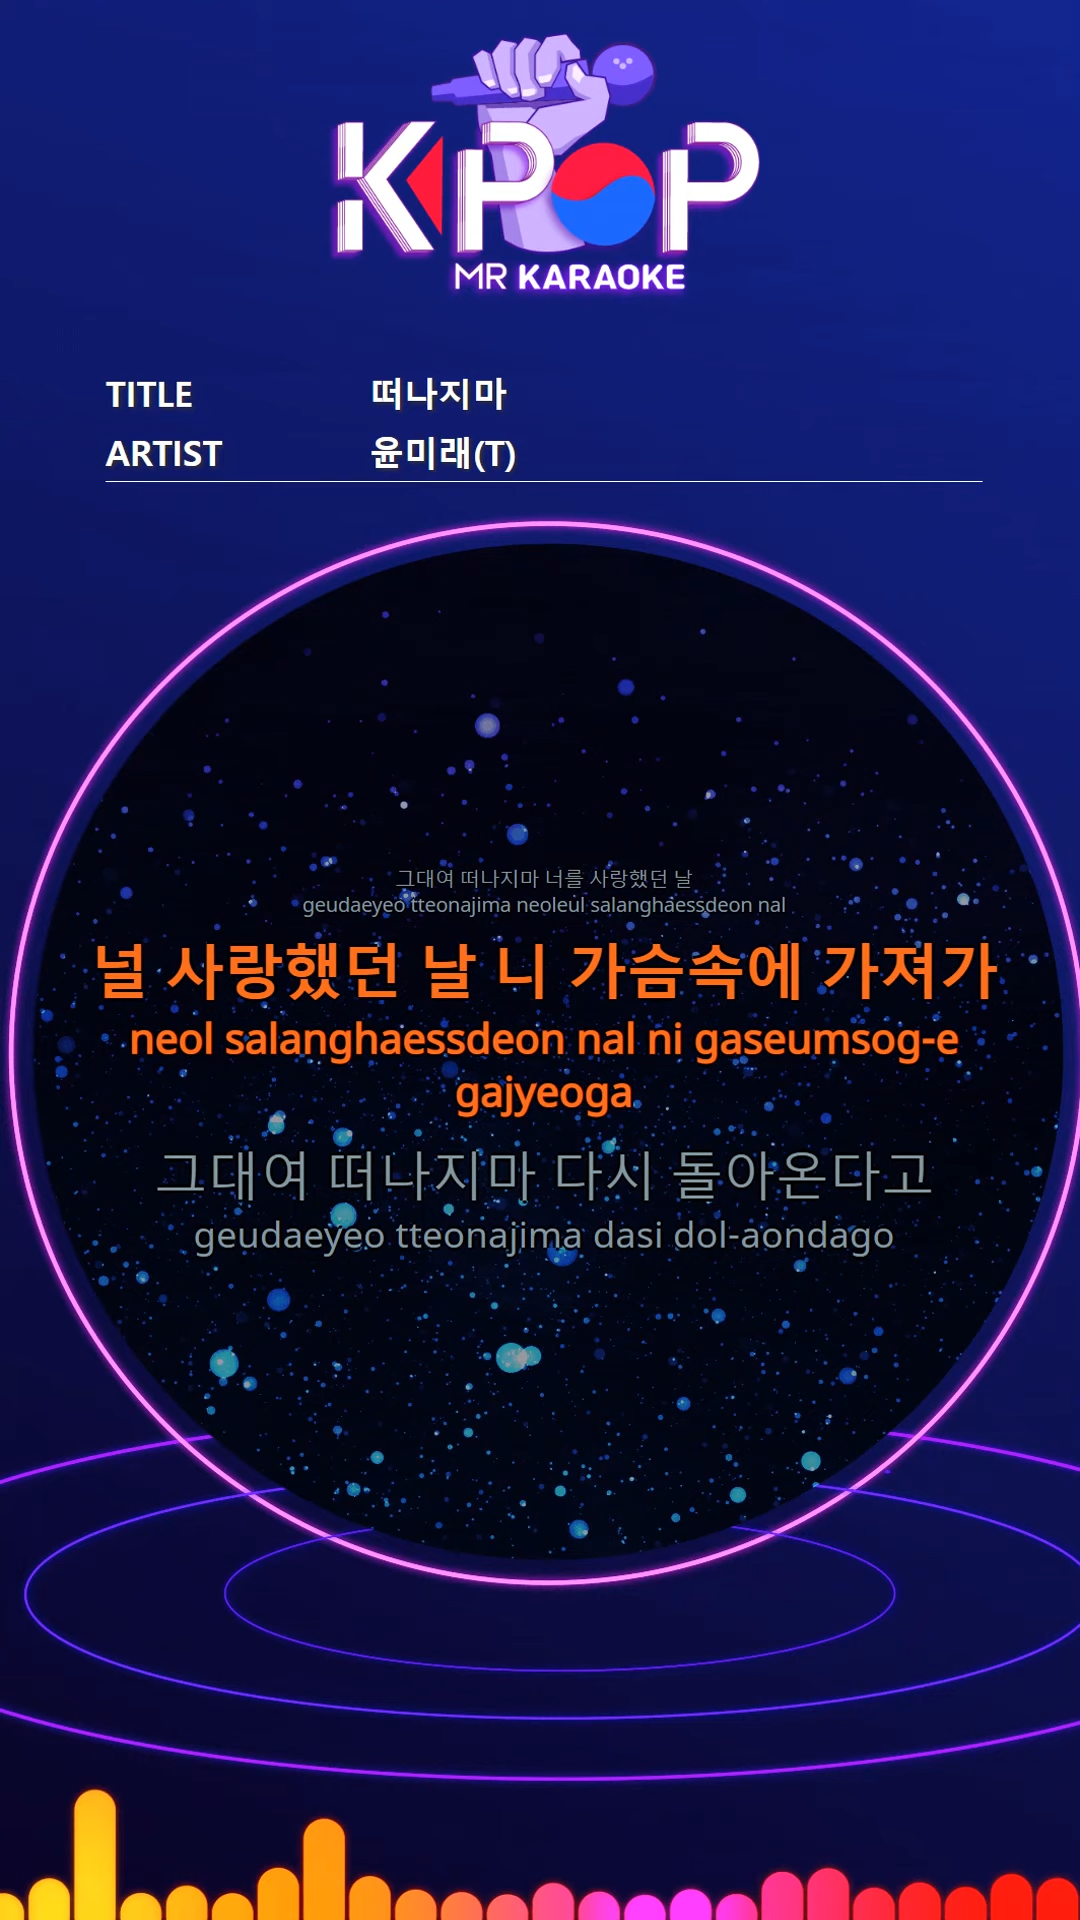 KPOP
MR KARAOKE
TITLE 떠나지마
ARTIST 윤미래(T)
그대여 떠나지마 너를 사랑했던 날
geudaeyeo tteonajima neoleul salanghaessdeon nal
널 사랑했던 날 니 가슴속에 가져가
neol salanghaessdeon nal ni gaseumsog-e
gajyeoga
그대여 떠나지마 다시 돌아온다고
geudaeyeo tteonajima dasi dol-aondago